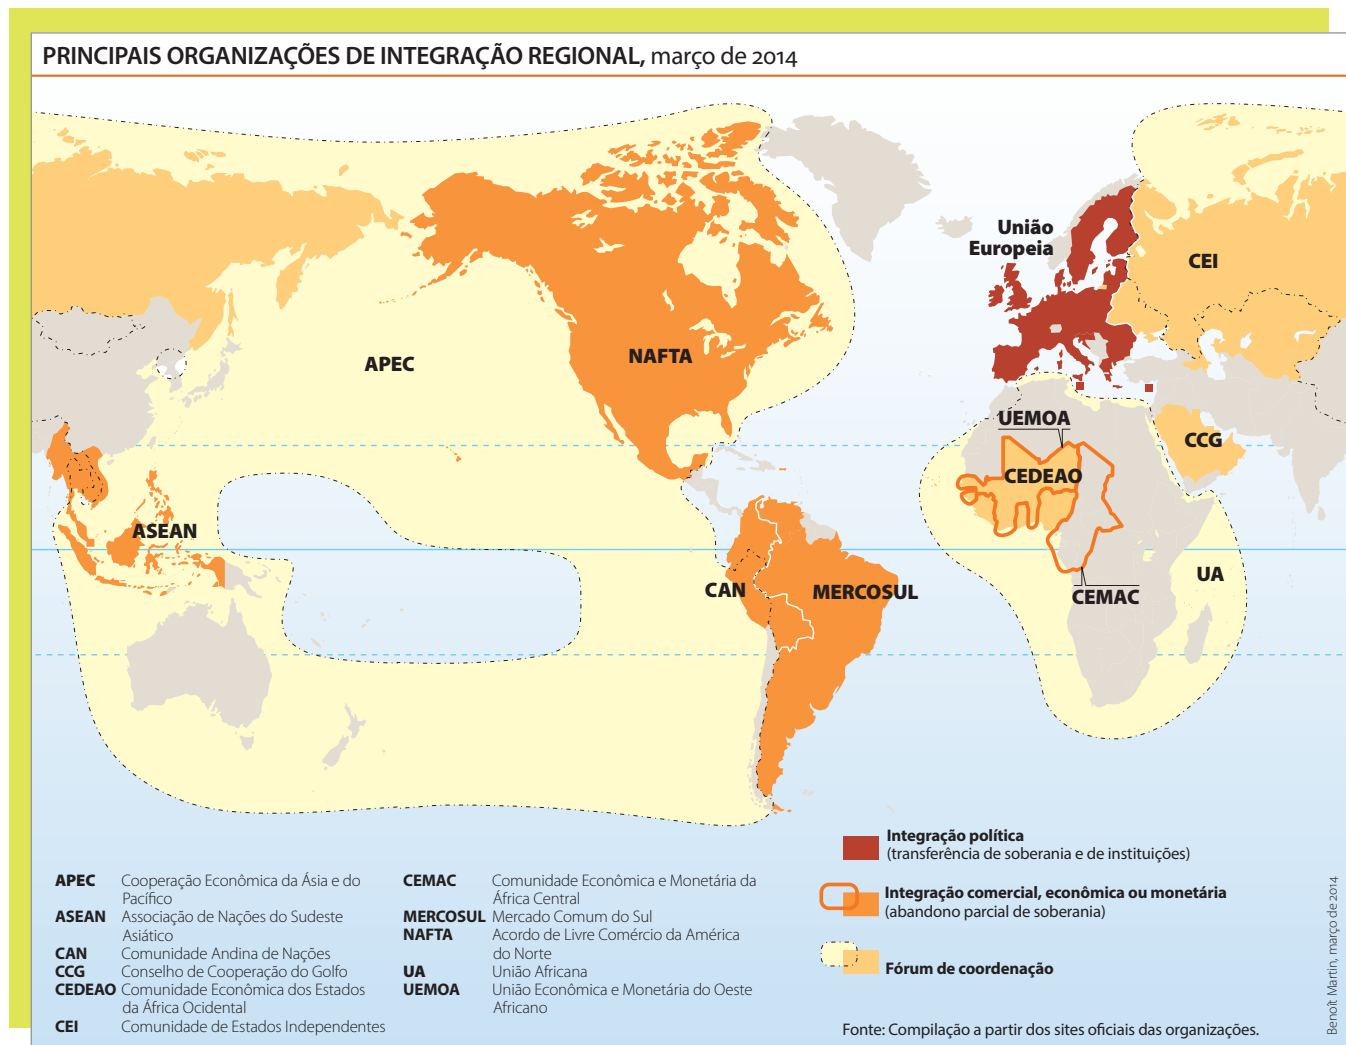 PRINCIPAIS ORGANIZAÇÕES DE INTEGRAÇÃO REGIONAL, março de 2014
União
Europeia
CEI
APEC
NAFTA
UEMOA
CCG
CEDEAO
ASEAN
UA
CAN
MERCOSUL
CEMAC
Integração política
(transferência de soberania e de instituições)
Integração comercial, econômica ou monetária
(abandono parcial de soberania)
Fórum de coordenação
APEC Cooperação Econômica da Ásia e do
Pacífico
ASEAN Associação de Nações do Sudeste
Asiático
CAN Comunidade Andina de Nações
CCG Conselho de Cooperação do Golfo
CEDEAO Comunidade Econômica dos Estados
da África Ocidental
CEI Comunidade de Estados Independentes
CEMAC Comunidade Econômica e Monetária da
África Central
MERCOSUL Mercado Comum do Sul
NAFTA Acordo de Livre Comércio da América
do Norte
UA União Africana
UEMOA União Econômica e Monetária do Oeste
Africano
Fonte: Compilação a partir dos sites oficiais das organizações.
Benoît Martin, março de 2014